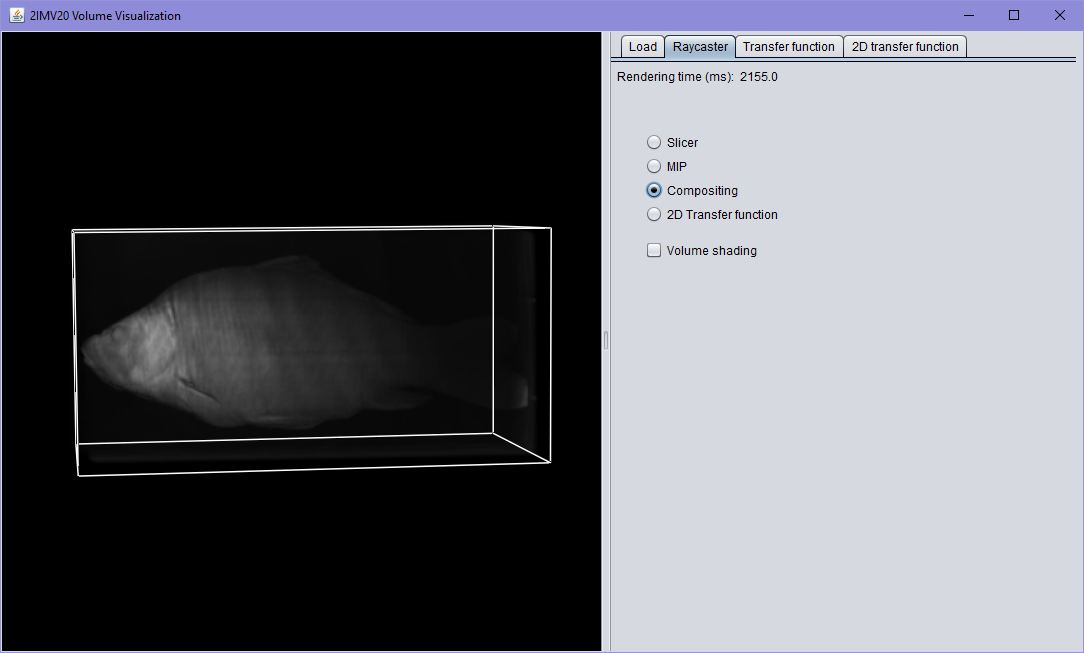 2IMV20 Volume Visualization
Load Raycaster Transfer function 2D transfer function
Rendering time (ms): 2155.0
Slicer
MIP
Compositing
2D Transfer function
Volume shading